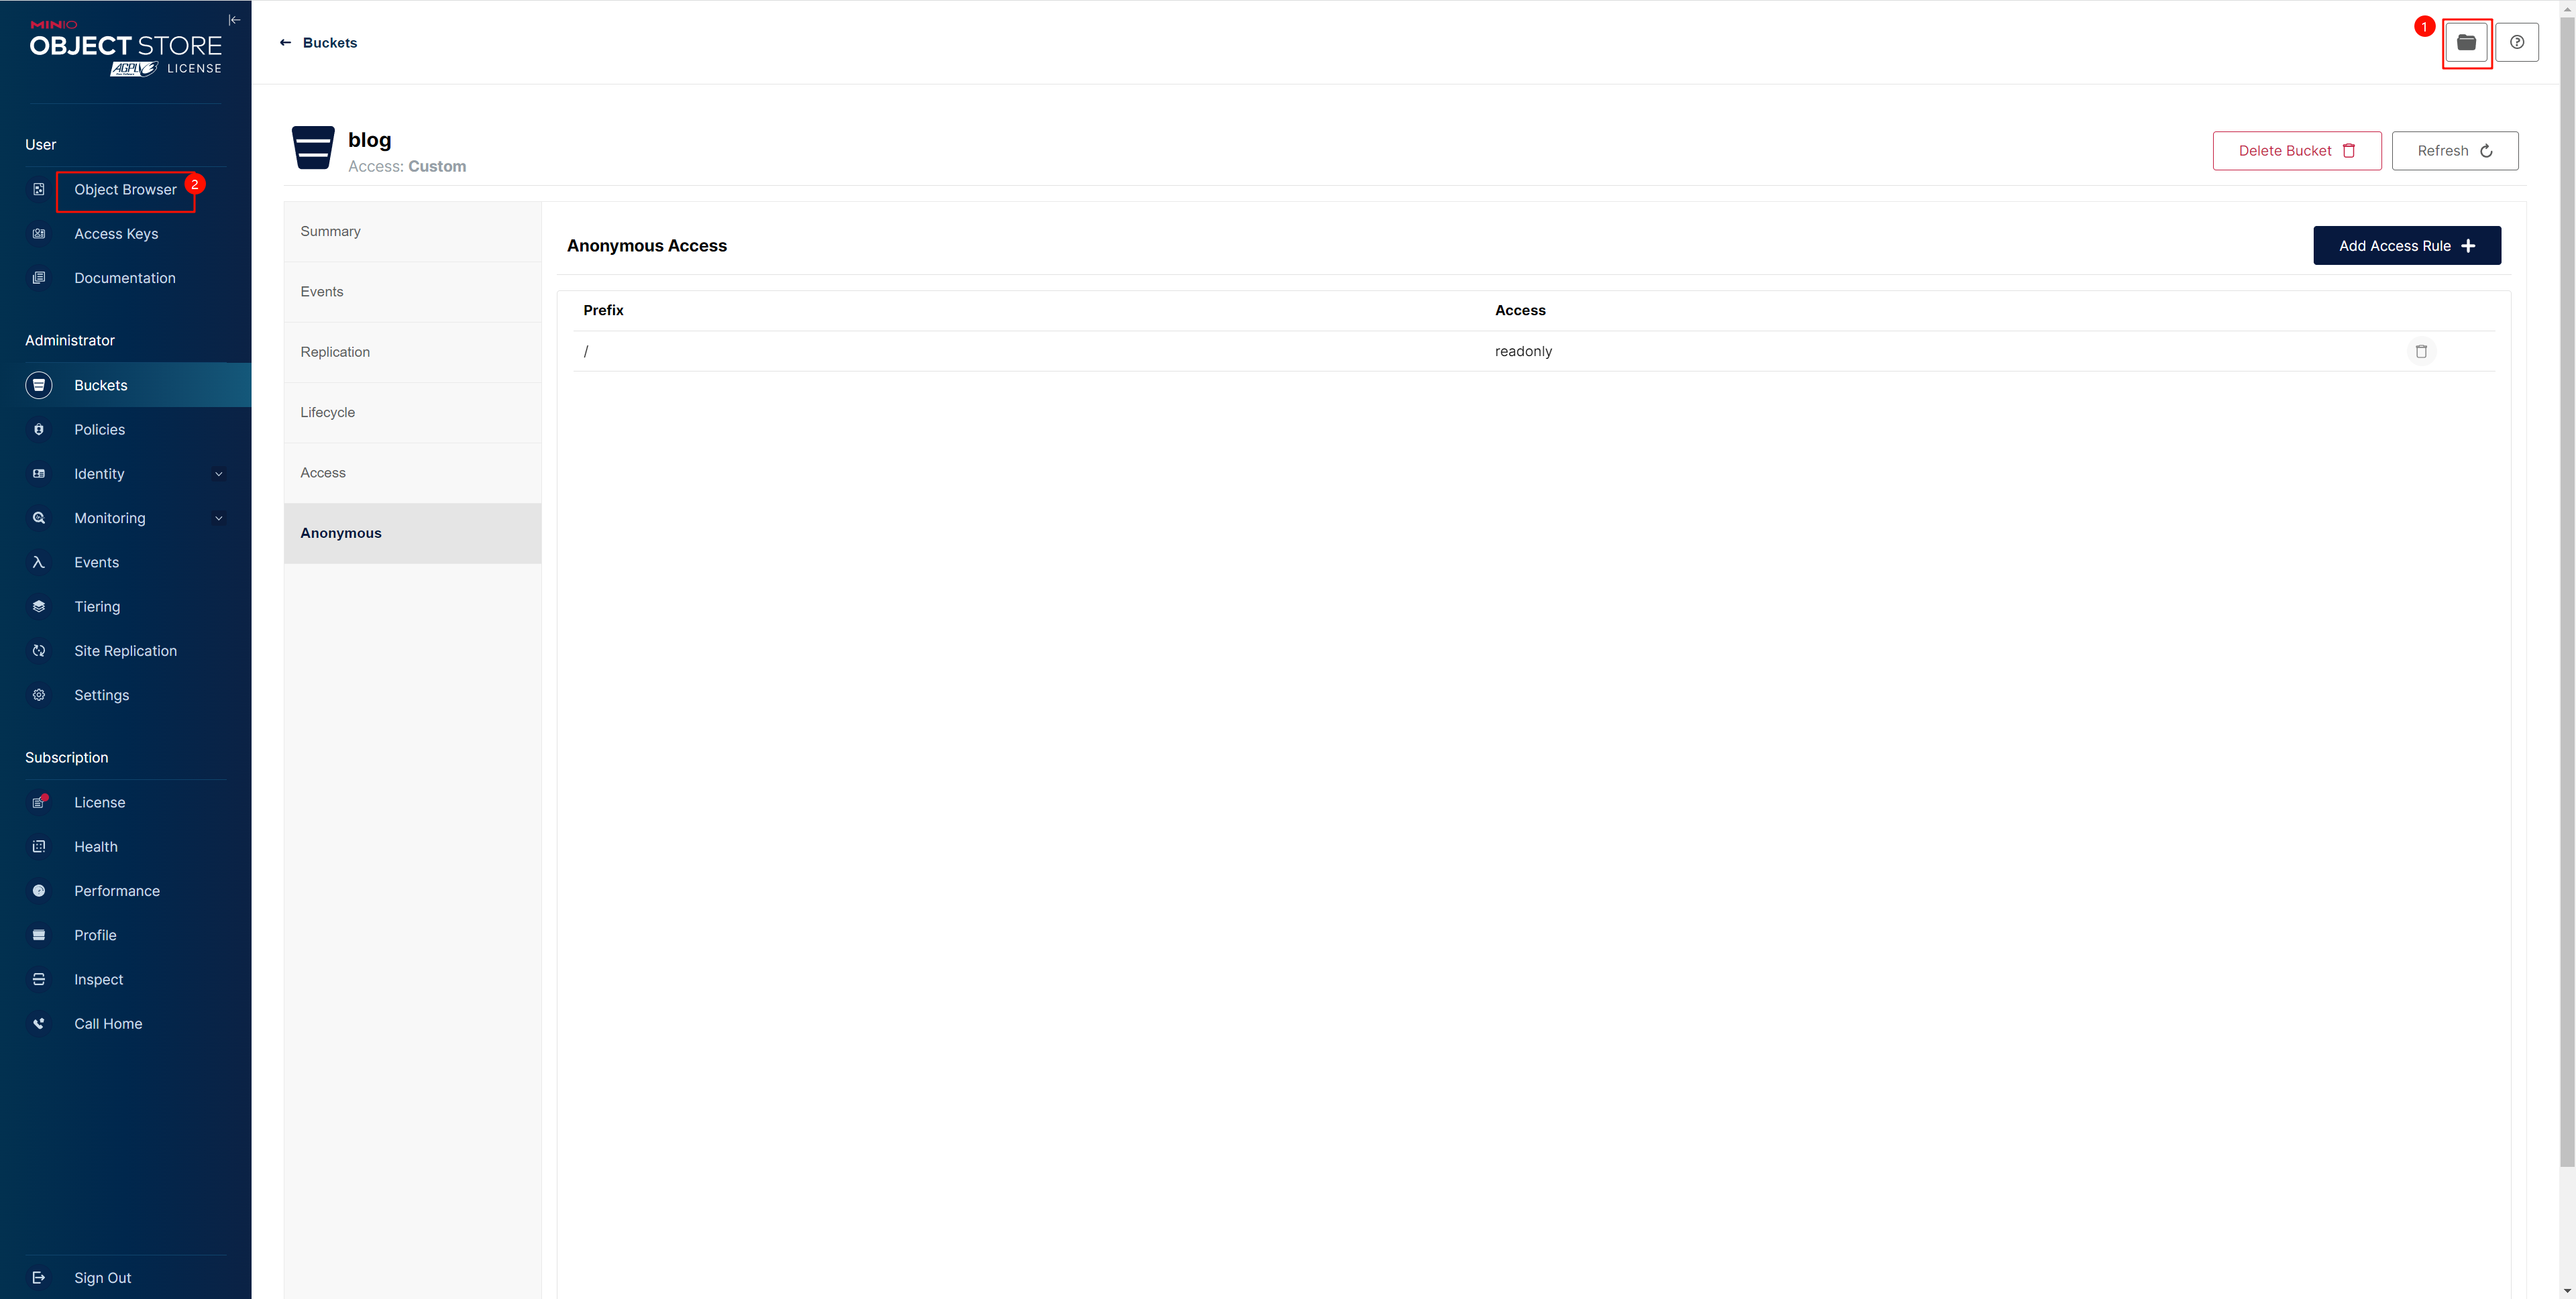 MINIO
OBJECT STORE
AGPLv3 LICENSE
User
Object Browser
2
Access Keys
Documentation
Administrator
Buckets
Policies
Identity
Monitoring
Events
Tiering
Site Replication
Settings
Subscription
License
Health
Performance
Profile
Inspect
Call Home
Sign Out
Buckets
1
blog
Access: Custom
Delete Bucket
Refresh
Summary
Events
Replication
Lifecycle
Access
Anonymous
Anonymous Access
Add Access Rule
Prefix Access
/ readonly